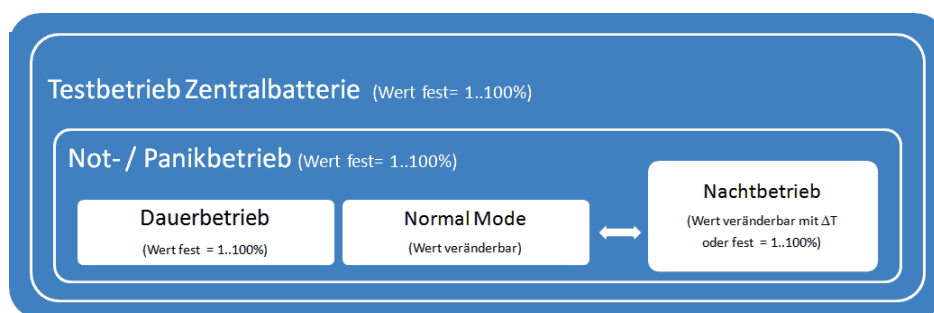 Testbetrieb Zentralbatterie (Wert fest= 1..100%)
Not- / Panikbetrieb (Wert fest= 1..100%)
Dauerbetrieb
(Wert fest = 1..100%)
Normal Mode
(Wert veränderbar)
Nachtbetrieb
(Wert veränderbar mit ΔT
oder fest = 1..100%)